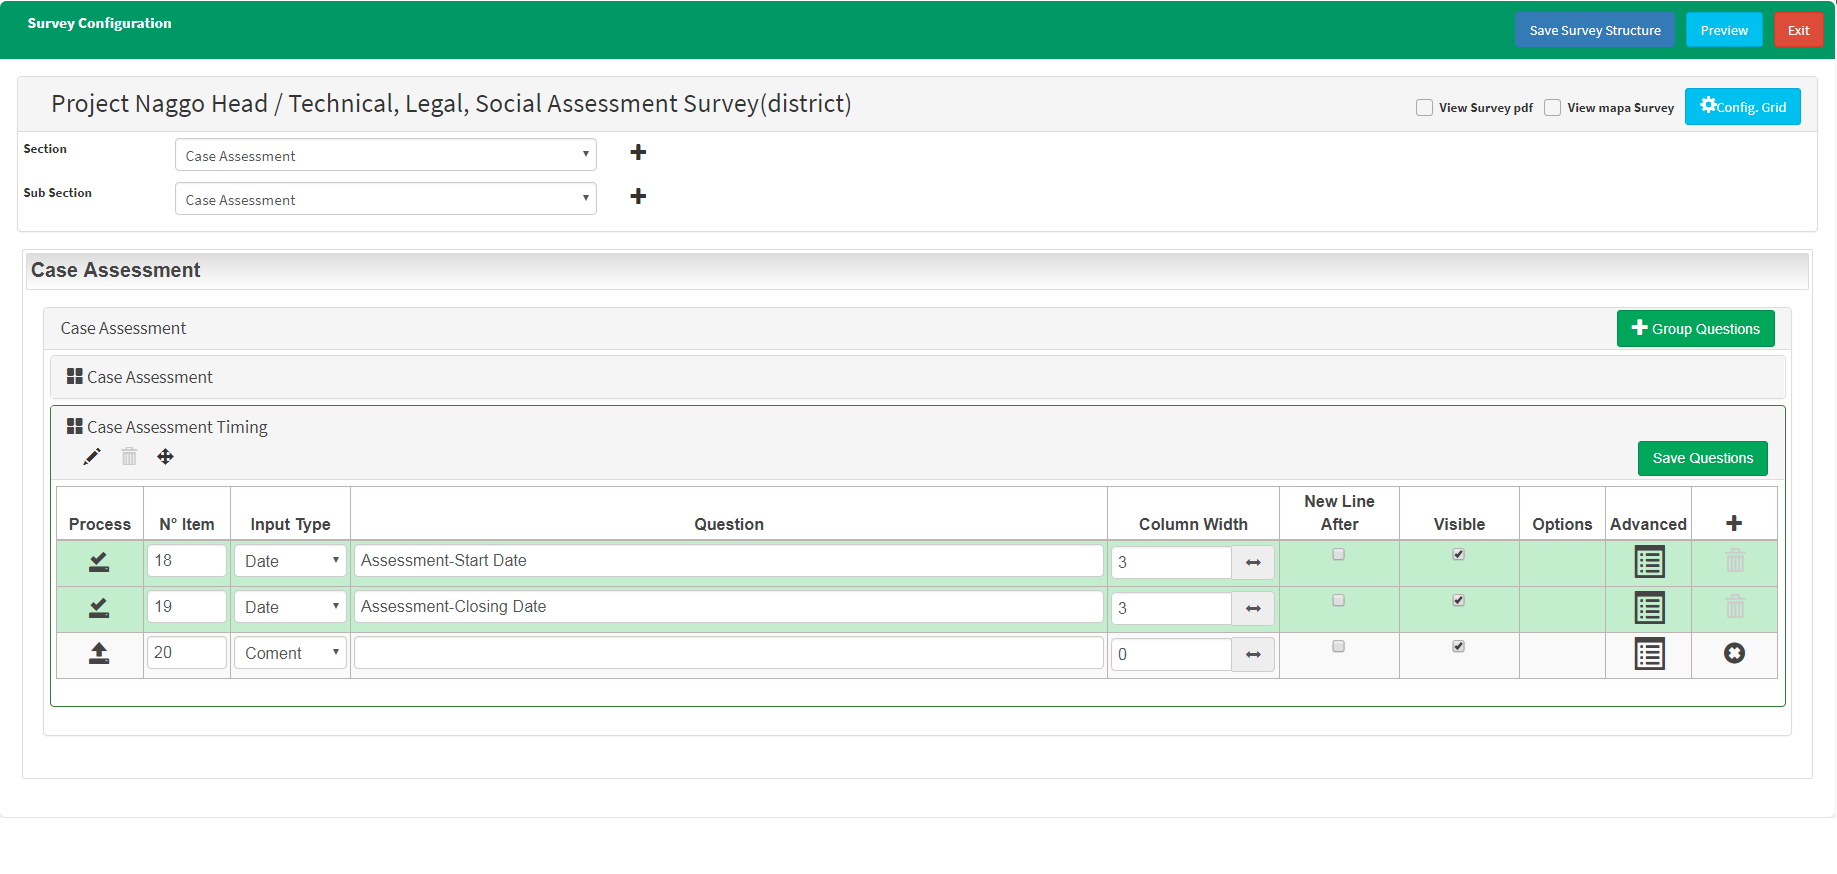 Survey Configuration
Save Survey Structure
Preview
Exit
Project Naggo Head / Technical, Legal, Social Assessment Survey(district)
View Survey pdf
View mapa Survey
Config. Grid
Section
Case Assessment
Sub Section
Case Assessment
Case Assessment
Case Assessment
Group Questions
Case Assessment
Case Assessment Timing
Save Questions
Process N° Item Input Type Question Column Width New Line After Visible Options Advanced
18 Date Assessment-Start Date 3
19 Date Assessment-Closing Date 3
20 Coment 0